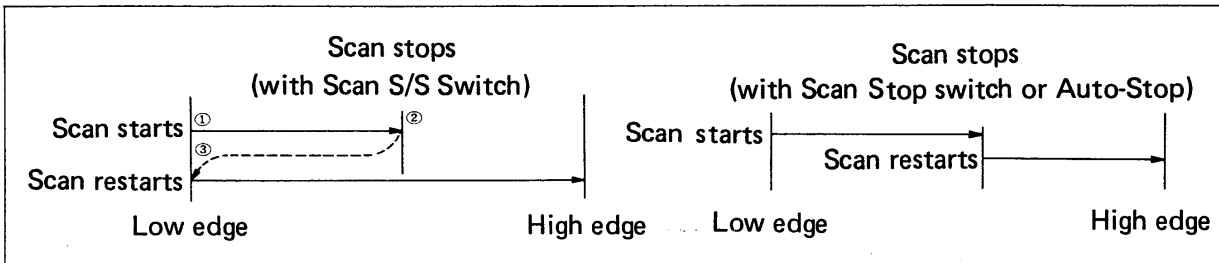 Scan stops
(with Scan S/S Switch)
Scan starts ① ②
③
Scan restarts
Low edge High edge
Scan stops
(with Scan Stop switch or Auto-Stop)
Scan starts
Scan restarts
Low edge High edge